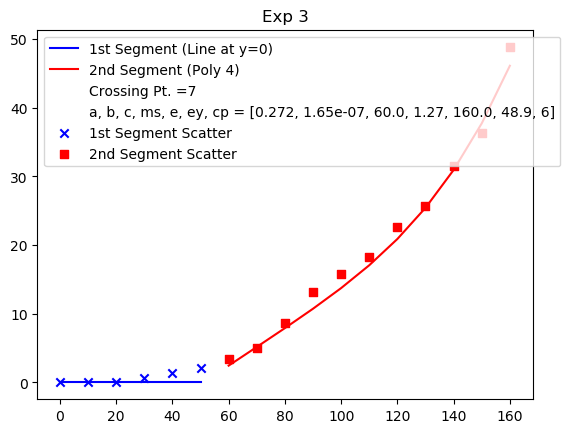 Exp 3
1st Segment (Line at y=0)
2nd Segment (Poly 4)
Crossing Pt. =7
a, b, c, ms, e, ey, cp = [0.272, 1.65e-07, 60.0, 1.27, 160.0, 48.9, 6]
1st Segment Scatter
2nd Segment Scatter
50
40
30
20
10
0
0 20 40 60 80 100 120 140 160